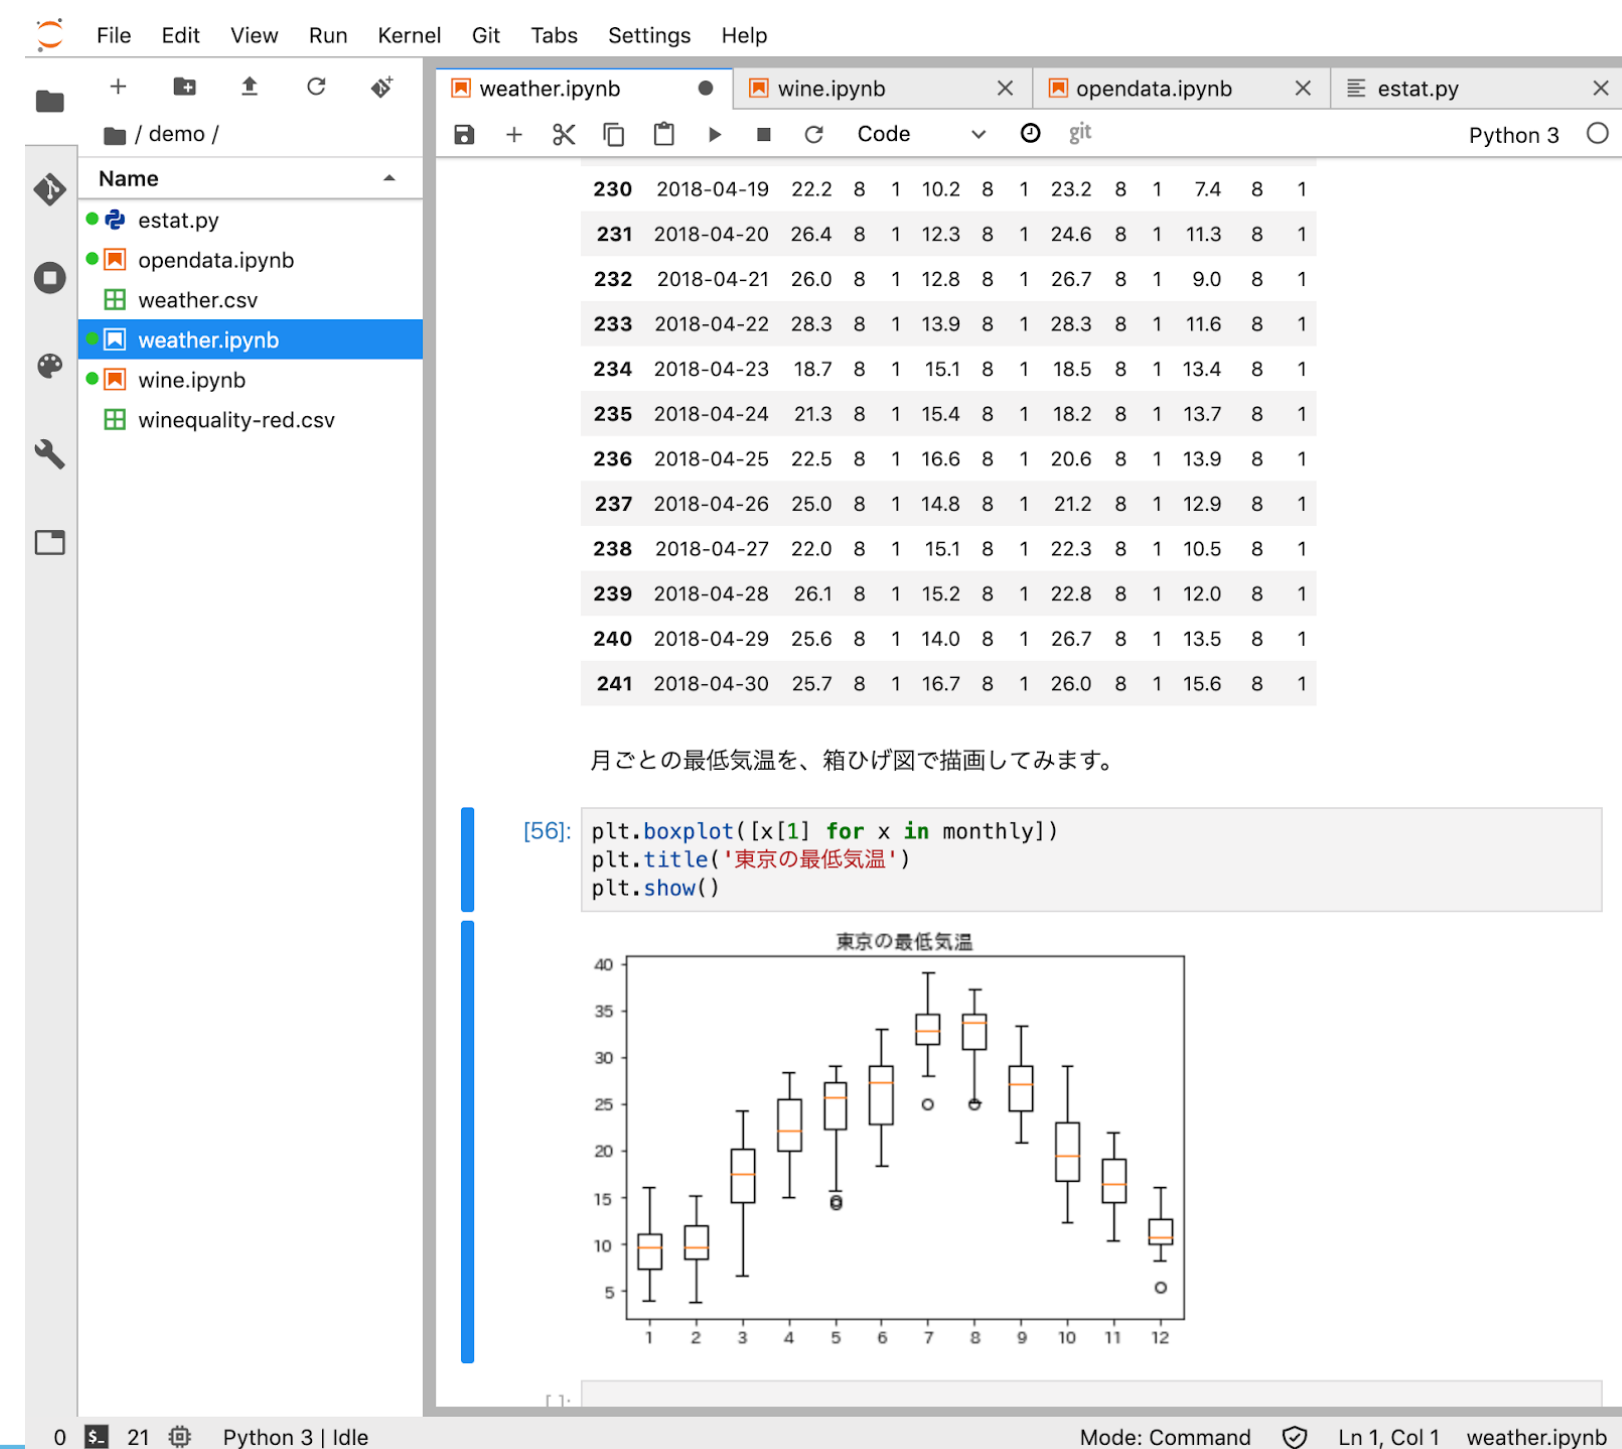 File Edit View Run Kernel Git Tabs Settings Help
weather.ipynb wine.ipynb opendata.ipynb estat.py
/ demo /
Code git Python 3
Name
estat.py
opendata.ipynb
weather.csv
weather.ipynb
wine.ipynb
winequality-red.csv
230 2018-04-19 22.2 8 1 10.2 8 1 23.2 8 1 7.4 8 1
231 2018-04-20 26.4 8 1 12.3 8 1 24.6 8 1 11.3 8 1
232 2018-04-21 26.0 8 1 12.8 8 1 26.7 8 1 9.0 8 1
233 2018-04-22 28.3 8 1 13.9 8 1 28.3 8 1 11.6 8 1
234 2018-04-23 18.7 8 1 15.1 8 1 18.5 8 1 13.4 8 1
235 2018-04-24 21.3 8 1 15.4 8 1 18.2 8 1 13.7 8 1
236 2018-04-25 22.5 8 1 16.6 8 1 20.6 8 1 13.9 8 1
237 2018-04-26 25.0 8 1 14.8 8 1 21.2 8 1 12.9 8 1
238 2018-04-27 22.0 8 1 15.1 8 1 22.3 8 1 10.5 8 1
239 2018-04-28 26.1 8 1 15.2 8 1 22.8 8 1 12.0 8 1
240 2018-04-29 25.6 8 1 14.0 8 1 26.7 8 1 13.5 8 1
241 2018-04-30 25.7 8 1 16.7 8 1 26.0 8 1 15.6 8 1
月ごとの最低気温を、箱ひげ図で描画してみます。
[56]: plt.boxplot([x[1] for x in monthly])
plt.title('東京の最低気温')
plt.show()
東京の最低気温
40
35
30
25
20
15
10
5
1 2 3 4 5 6 7 8 9 10 11 12
[ ]:
0 $_ 21 Python 3 | Idle Mode: Command Ln 1, Col 1 weather.ipynb